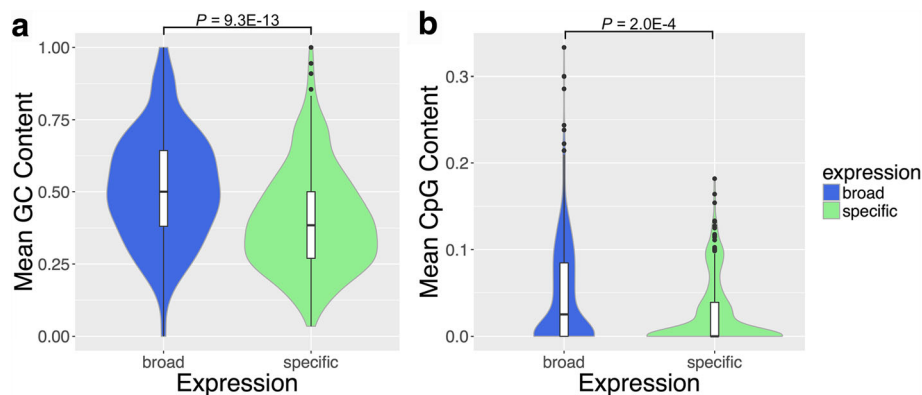 a
P = 9.3E-13
Mean GC Content
1.00
0.75
0.50
0.25
0.00
broad
specific
Expression
b
P = 2.0E-4
Mean CpG Content
0.3
0.2
0.1
0.0
broad
specific
Expression
expression
broad
specific